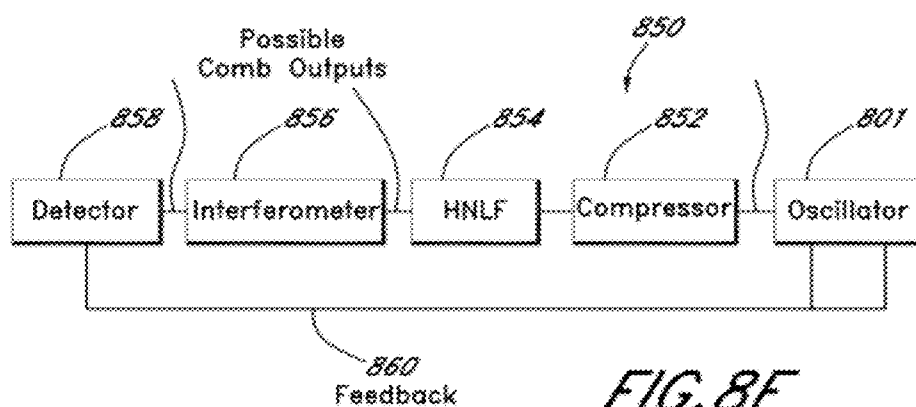 Possible
Comb Outputs
850
858
856
854
852
801
Detector
Interferometer
HNLF
Compressor
Oscillator
860
Feedback
FIG. 8F